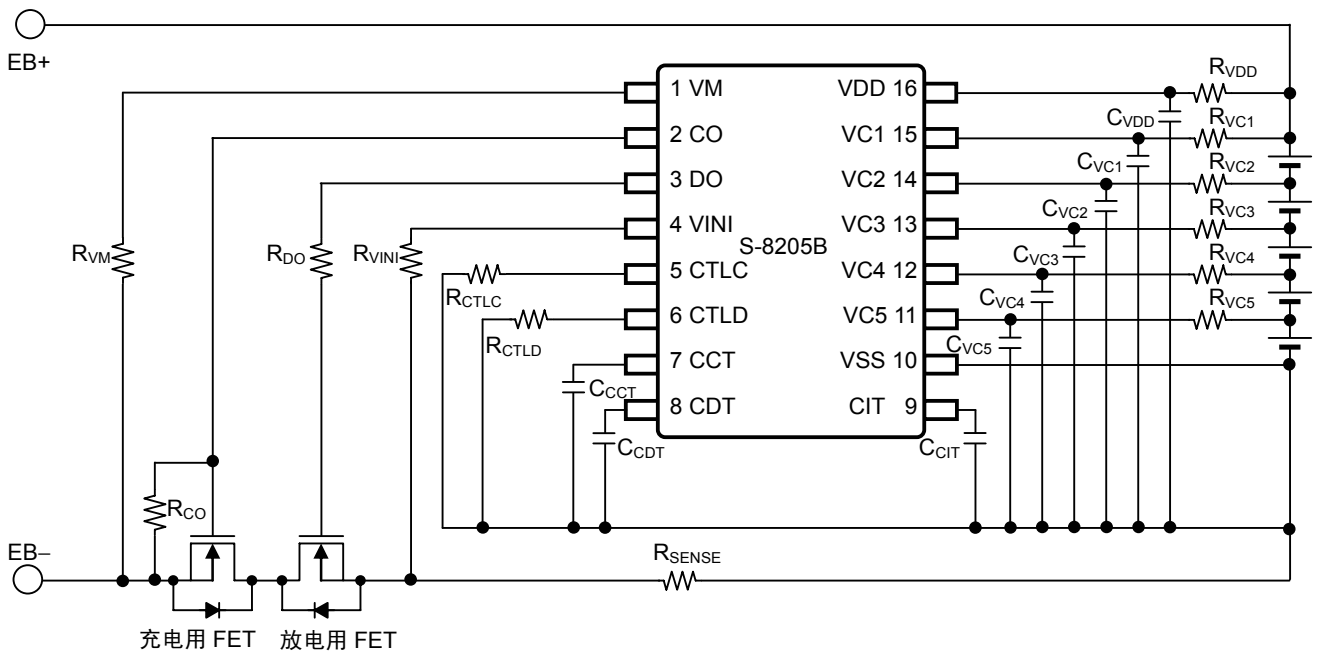 EB+
1 VM
2 CO
3 DO
4 VINI
5 CTLC
6 CTLD
7 CCT
8 CDT
S-8205B
VDD 16
VC1 15
VC2 14
VC3 13
VC4 12
VC5 11
VSS 10
CIT 9
RVDD
RVC1
RVC2
RVC3
RVC4
RVC5
CVDD
CVC1
CVC2
CVC3
CVC4
CVC5
RVM
RDO
RVINI
RCTLC
RCTLD
CCCT
CCDT
CCIT
RCO
EB–
RSENSE
充电用 FET
放电用 FET